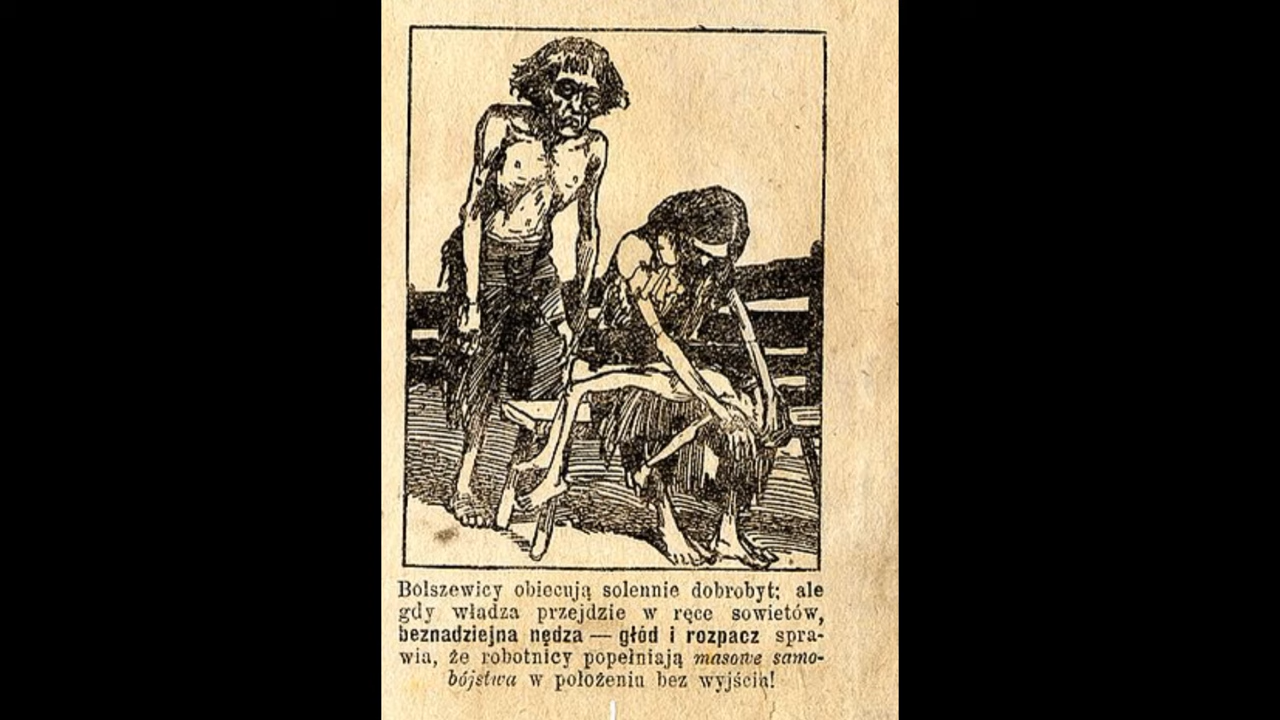 Bolszewicy obiecują solennie dobrobyt; ale
gdy władza przejdzie w ręce sowietów,
beznadziejna nędza — głód i rozpacz spra-
wia, że robotnicy popełniają masowe samo-
bójstwa w położeniu bez wyjścia!